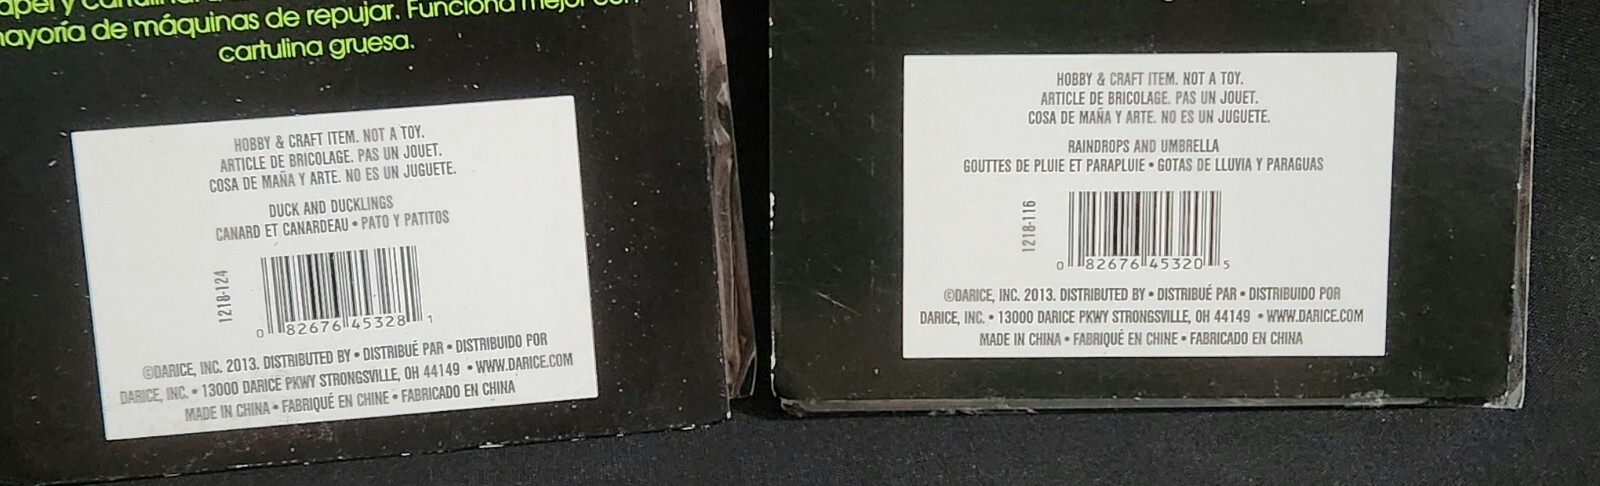 mayoría de máquinas de repujar. Funciona mejor con
cartulina gruesa.
HOBBY & CRAFT ITEM. NOT A TOY.
ARTICLE DE BRICOLAGE. PAS UN JOUET.
COSA DE MAÑA Y ARTE. NO ES UN JUGUETE.
DUCK AND DUCKLINGS
CANARD ET CANARDEAU • PATO Y PATITOS
1218-124
0 82676 45328 1
©DARICE, INC. 2013. DISTRIBUTED BY • DISTRIBUÉ PAR • DISTRIBUIDO POR
DARICE, INC. • 13000 DARICE PKWY STRONGSVILLE, OH 44149 • WWW.DARICE.COM
MADE IN CHINA • FABRIQUÉ EN CHINE • FABRICADO EN CHINA
HOBBY & CRAFT ITEM. NOT A TOY.
ARTICLE DE BRICOLAGE. PAS UN JOUET.
COSA DE MAÑA Y ARTE. NO ES UN JUGUETE.
RAINDROPS AND UMBRELLA
GOUTTES DE PLUIE ET PARAPLUIE • GOTAS DE LLUVIA Y PARAGUAS
1218-116
0 82676 45320 5
©DARICE, INC. 2013. DISTRIBUTED BY • DISTRIBUÉ PAR • DISTRIBUIDO POR
DARICE, INC. • 13000 DARICE PKWY STRONGSVILLE, OH 44149 • WWW.DARICE.COM
MADE IN CHINA • FABRIQUÉ EN CHINE • FABRICADO EN CHINA